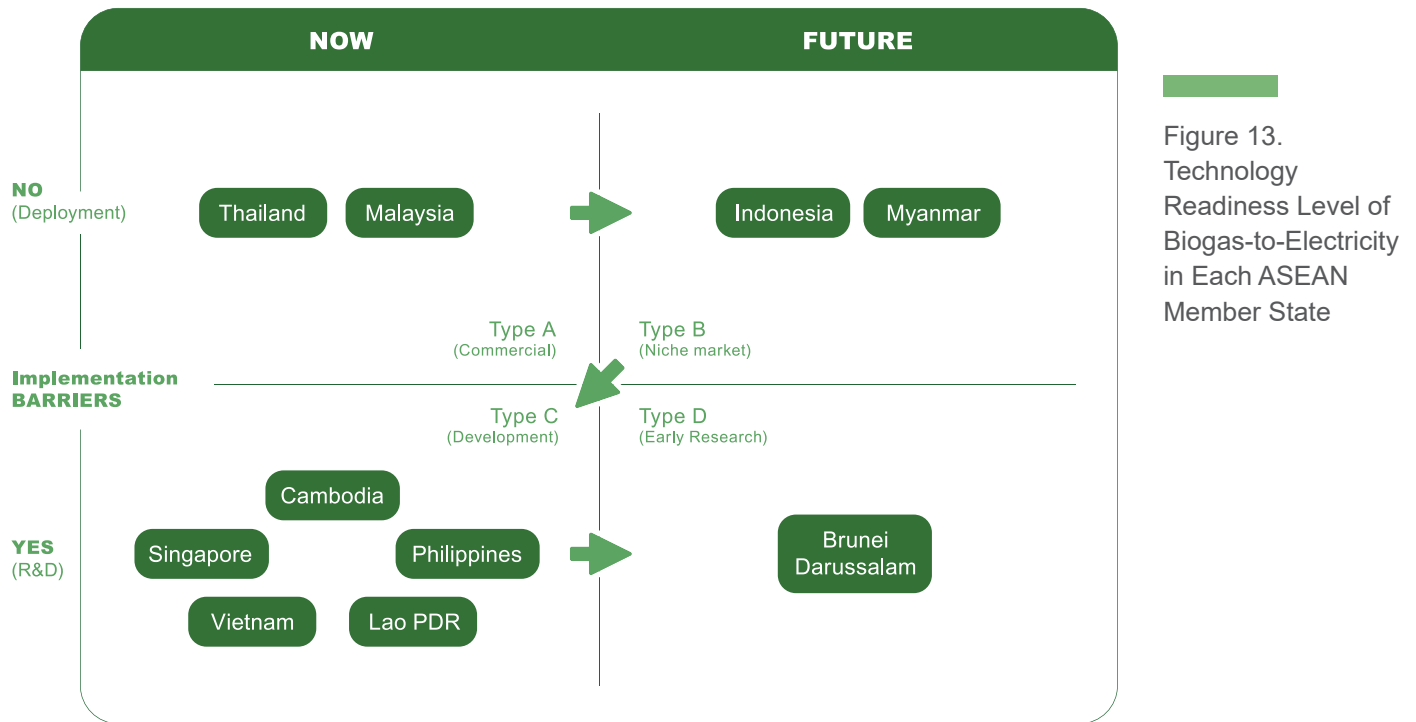 NOW
FUTURE
NO
(Deployment)
Thailand
Malaysia
Indonesia
Myanmar
Type A
(Commercial)
Type B
(Niche market)
Implementation
BARRIERS
Type C
(Development)
Type D
(Early Research)
YES
(R&D)
Cambodia
Singapore
Philippines
Vietnam
Lao PDR
Brunei
Darussalam
Figure 13.
Technology
Readiness Level of
Biogas-to-Electricity
in Each ASEAN
Member State